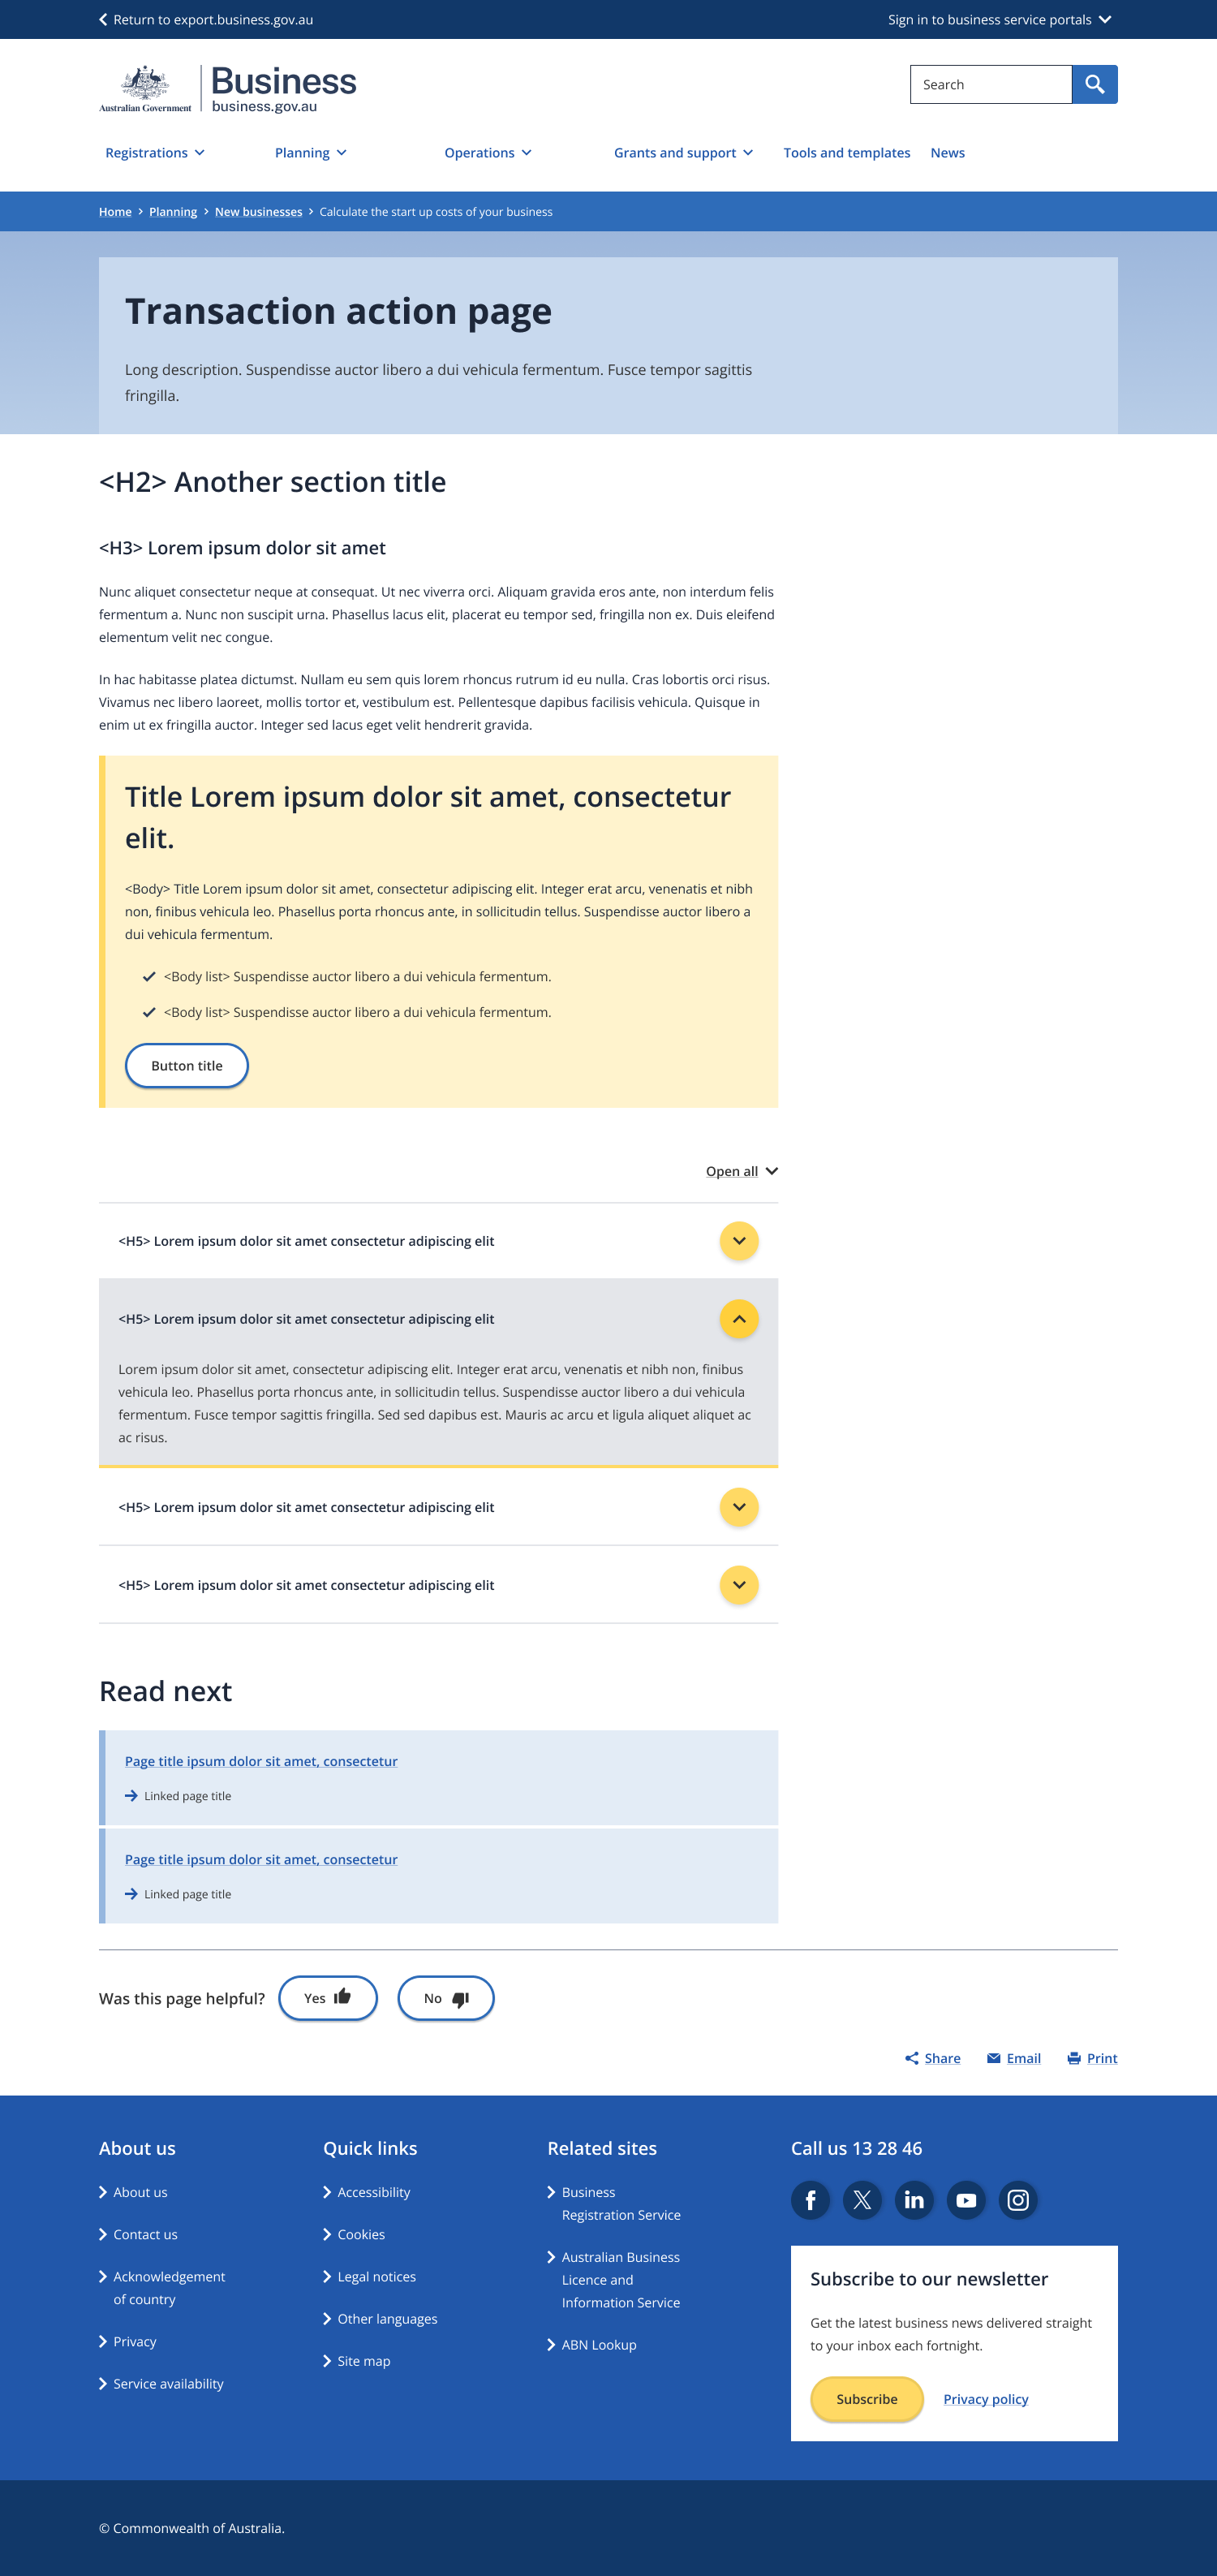 Return to export.business.gov.au
Sign in to business service portals
Australian Government
Business
business.gov.au
Search
Registrations
Planning
Operations
Grants and support
Tools and templates
News
Home
Planning
New businesses
Calculate the start up costs of your business
Transaction action page
Long description. Suspendisse auctor libero a dui vehicula fermentum. Fusce tempor sagittis
fringilla.
<H2> Another section title
<H3> Lorem ipsum dolor sit amet
Nunc aliquet consectetur neque at consequat. Ut nec viverra orci. Aliquam gravida eros ante, non interdum felis
fermentum a. Nunc non suscipit urna. Phasellus lacus elit, placerat eu tempor sed, fringilla non ex. Duis eleifend
elementum velit nec congue.
In hac habitasse platea dictumst. Nullam eu sem quis lorem rhoncus rutrum id eu nulla. Cras lobortis orci risus.
Vivamus nec libero laoreet, mollis tortor et, vestibulum est. Pellentesque dapibus facilisis vehicula. Quisque in
enim ut ex fringilla auctor. Integer sed lacus eget velit hendrerit gravida.
Title Lorem ipsum dolor sit amet, consectetur
elit.
<Body> Title Lorem ipsum dolor sit amet, consectetur adipiscing elit. Integer erat arcu, venenatis et nibh
non, finibus vehicula leo. Phasellus porta rhoncus ante, in sollicitudin tellus. Suspendisse auctor libero a
dui vehicula fermentum.
<Body list> Suspendisse auctor libero a dui vehicula fermentum.
<Body list> Suspendisse auctor libero a dui vehicula fermentum.
Button title
Open all
<H5> Lorem ipsum dolor sit amet consectetur adipiscing elit
<H5> Lorem ipsum dolor sit amet consectetur adipiscing elit
Lorem ipsum dolor sit amet, consectetur adipiscing elit. Integer erat arcu, venenatis et nibh non, finibus
vehicula leo. Phasellus porta rhoncus ante, in sollicitudin tellus. Suspendisse auctor libero a dui vehicula
fermentum. Fusce tempor sagittis fringilla. Sed sed dapibus est. Mauris ac arcu et ligula aliquet aliquet ac
ac risus.
<H5> Lorem ipsum dolor sit amet consectetur adipiscing elit
<H5> Lorem ipsum dolor sit amet consectetur adipiscing elit
Read next
Page title ipsum dolor sit amet, consectetur
Linked page title
Page title ipsum dolor sit amet, consectetur
Linked page title
Was this page helpful?
Yes
No
Share
Email
Print
About us
About us
Contact us
Acknowledgement
of country
Privacy
Service availability
Quick links
Accessibility
Cookies
Legal notices
Other languages
Site map
Related sites
Business
Registration Service
Australian Business
Licence and
Information Service
ABN Lookup
Call us 13 28 46
Subscribe to our newsletter
Get the latest business news delivered straight
to your inbox each fortnight.
Subscribe
Privacy policy
© Commonwealth of Australia.